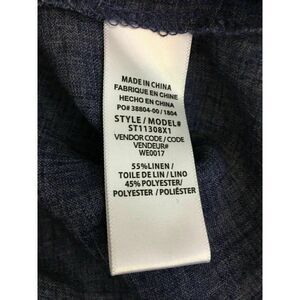 MADE IN CHINA
FABRIQUE EN CHINE
HECHO EN CHINA
PO# 38804-00 / 1804
STYLE / MODEL#
ST11308X1
VENDOR CODE / CODE
VENDEUR#
WE0017
55%LINEN /
TOILE DE LIN / LINO
45% POLYESTER/
POLYESTER / POLIÉSTER